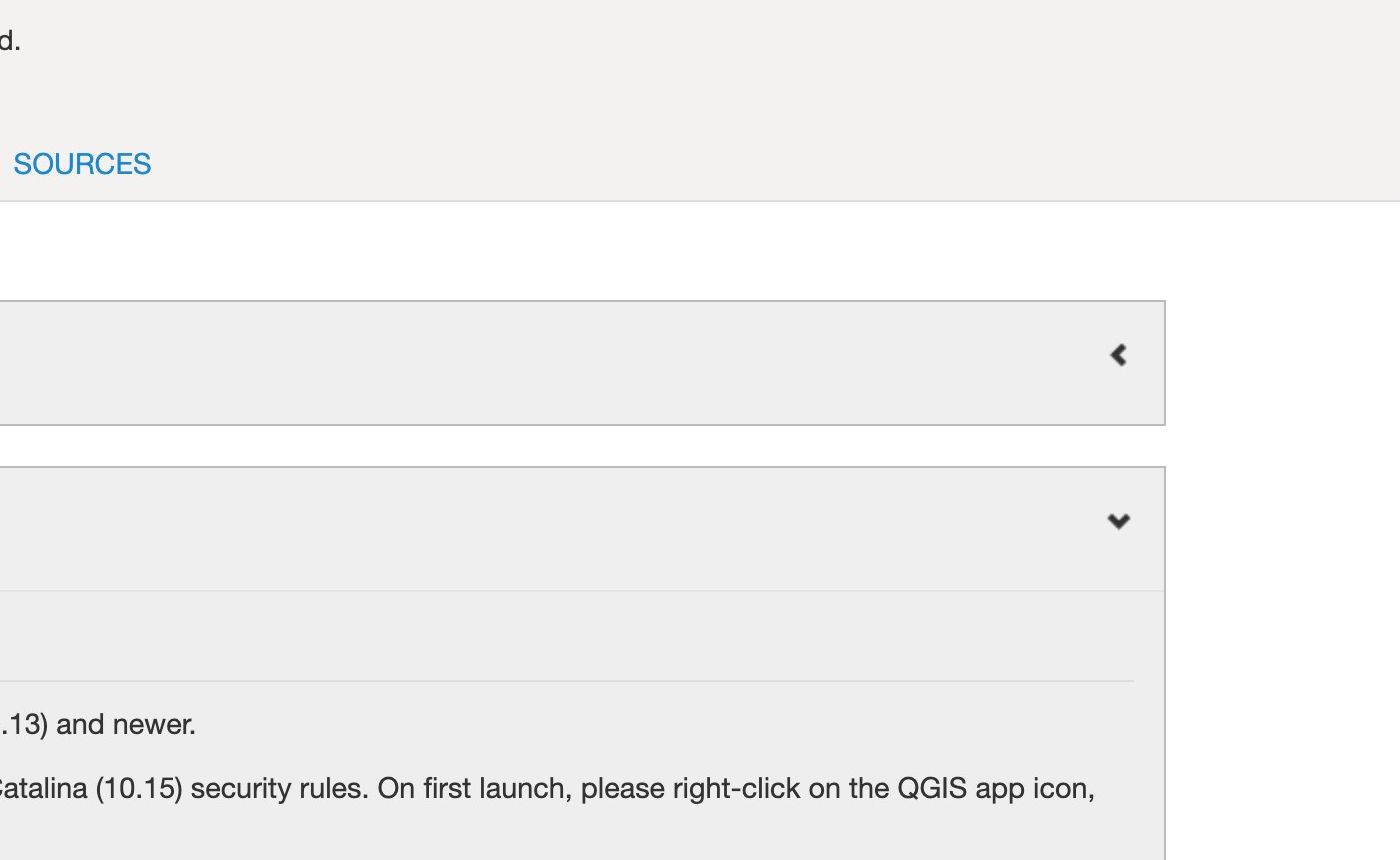 d.
SOURCES
.13) and newer.
Catalina (10.15) security rules. On first launch, please right-click on the QGIS app icon,